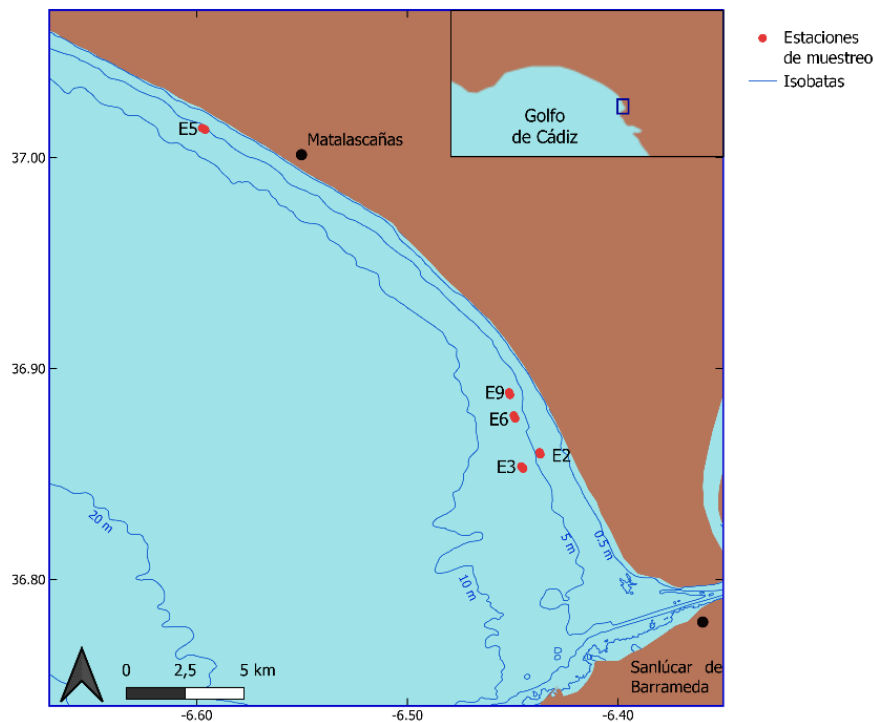 Estaciones
de muestreo
Isobatas
Golfo
de Cádiz
E5
Matalascañas
37.00
36.90
E9
E6
E2
E3
20 m
10 m
5 m
0.5 m
36.80
0 2,5 5 km
Sanlúcar de
Barrameda
-6.60 -6.50 -6.40